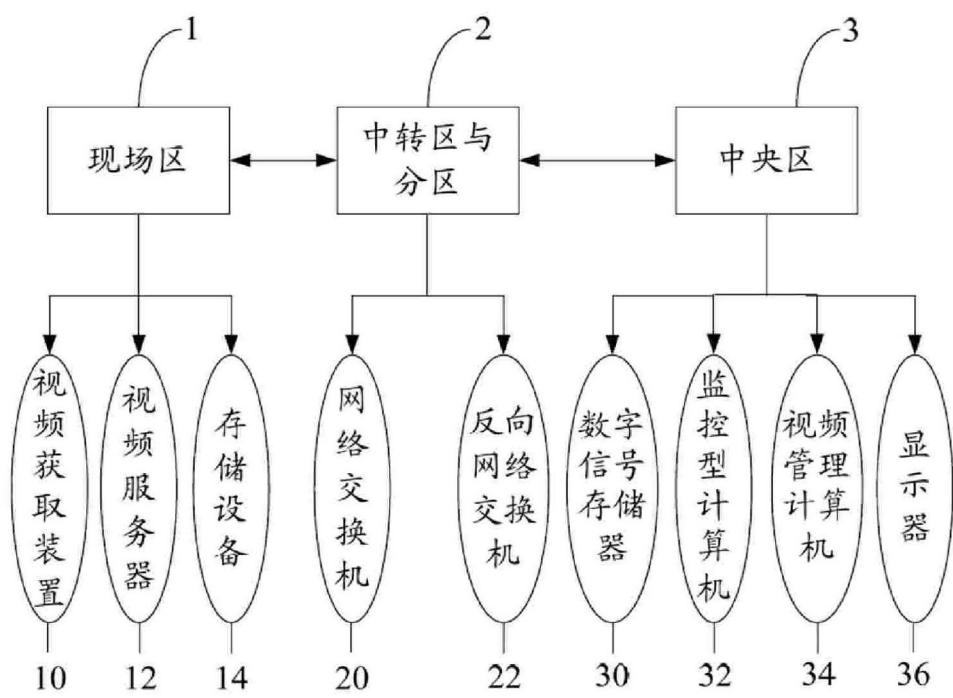 1
2
3
现场区
中转区与
分区
中央区
视频获取装置
视频服务器
存储设备
网络交换机
反向
网络
交换
机
数字
信号
存储
器
监控型计算机
视频
管理
计算
机
显示器
10
12
14
20
22
30
32
34
36